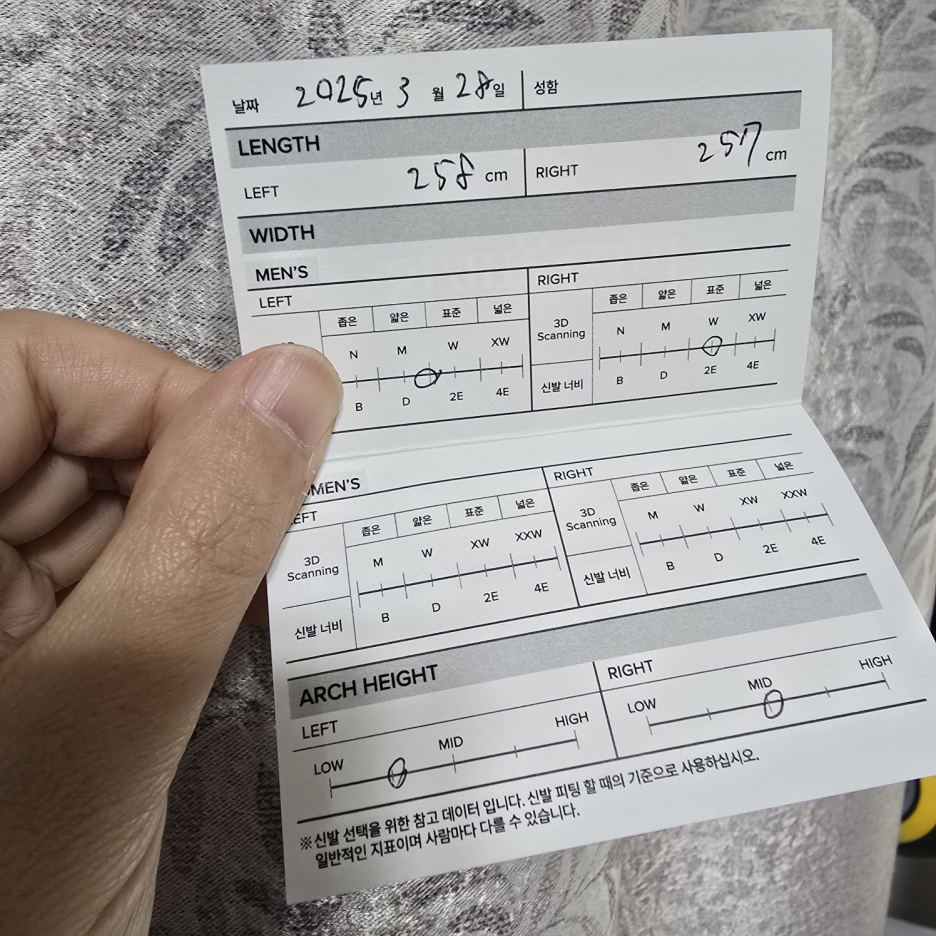 날짜 2025년 3월 28일 성함
LENGTH
LEFT 258 cm RIGHT 257 cm
WIDTH
MEN'S
LEFT RIGHT
좁은 얇은 표준 넓은 3D Scanning 좁은 얇은 표준 넓은
N M W XW N M W XW
B D 2E 4E 신발 너비 B D 2E 4E
MEN'S
LEFT RIGHT
3D Scanning 좁은 얇은 표준 넓은 3D Scanning 좁은 얇은 표준 넓은
M W XW XXW M W XW XXW
신발 너비 B D 2E 4E 신발 너비 B D 2E 4E
ARCH HEIGHT
LEFT RIGHT
LOW MID HIGH LOW MID HIGH
※신발 선택을 위한 참고 데이터 입니다. 신발 피팅 할 때의 기준으로 사용하십시오.
일반적인 지표이며 사람마다 다를 수 있습니다.